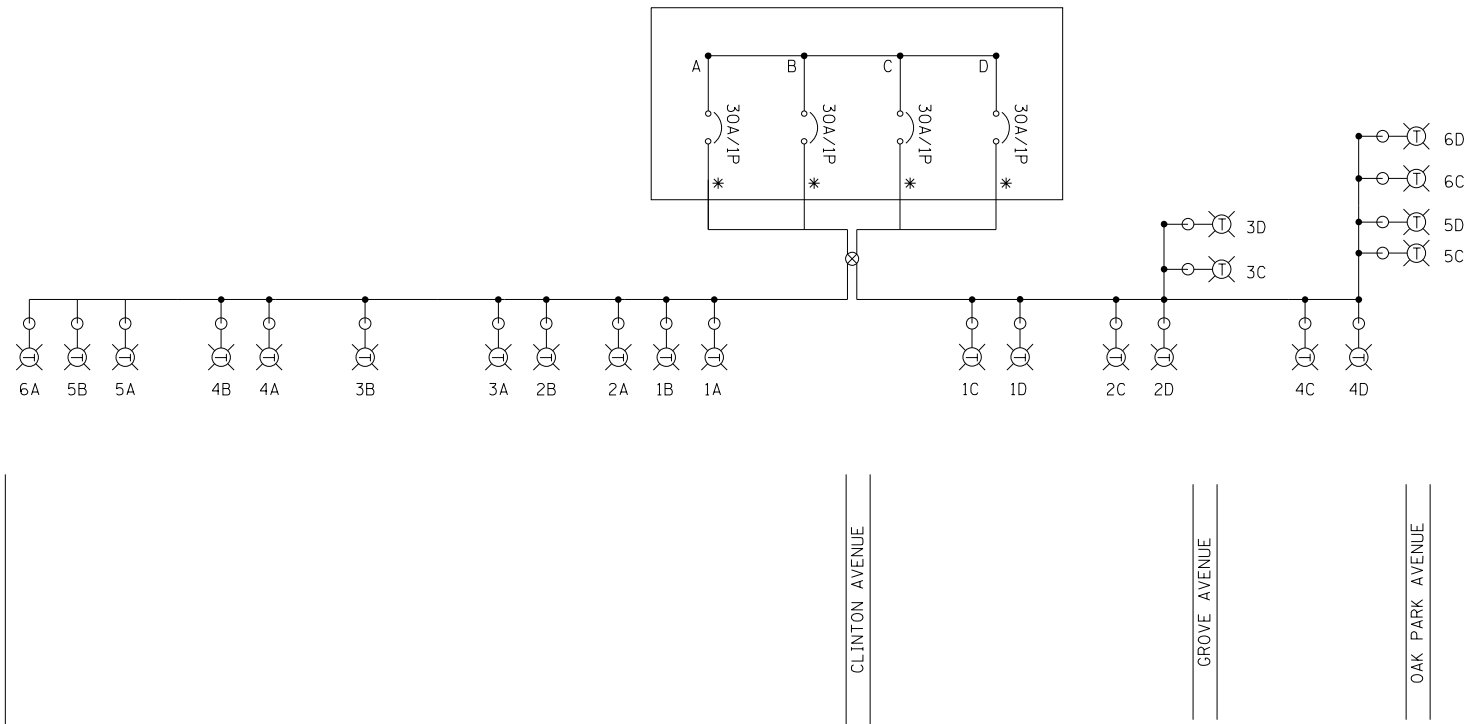 A B C D
30A/1P 30A/1P 30A/1P 30A/1P
* * * *
T 6D
T 6C
T 5D
T 5C
T 3D
T 3C
T T T T T T T T T T T T T T T T T
6A 5B 5A 4B 4A 3B 3A 2B 2A 1B 1A 1C 1D 2C 2D 4C 4D
CLINTON AVENUE
GROVE AVENUE
OAK PARK AVENUE